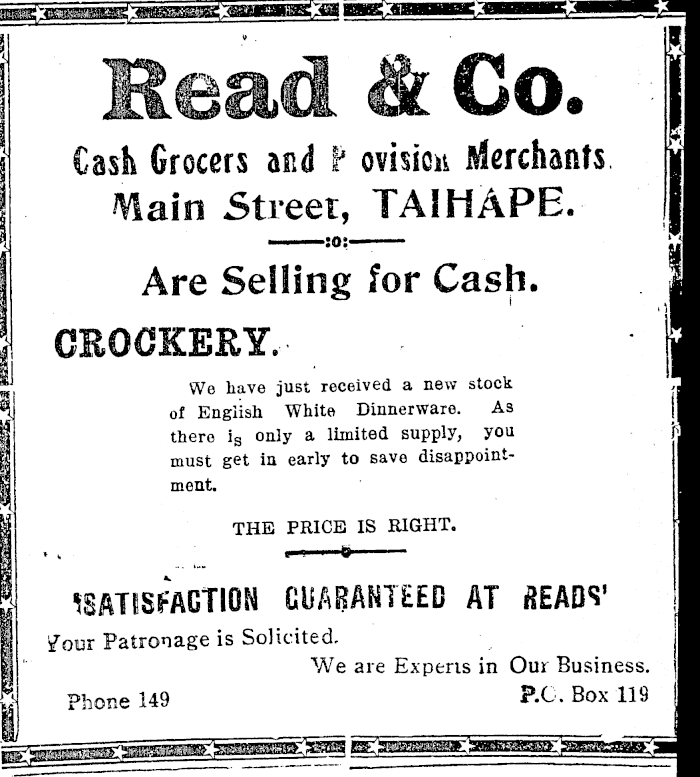 Read & Co.
Cash Grocers and Provision Merchants.
Main Street, TAIHAPE.
:o:
Are Selling for Cash.
CROCKERY.
We have just received a new stock
of English White Dinnerware. As
there is only a limited supply, you
must get in early to save disappoint-
ment.
THE PRICE IS RIGHT.
'SATISFACTION GUARANTEED AT READS'
Your Patronage is Solicited.
We are Experts in Our Business.
Phone 149
P.O. Box 119